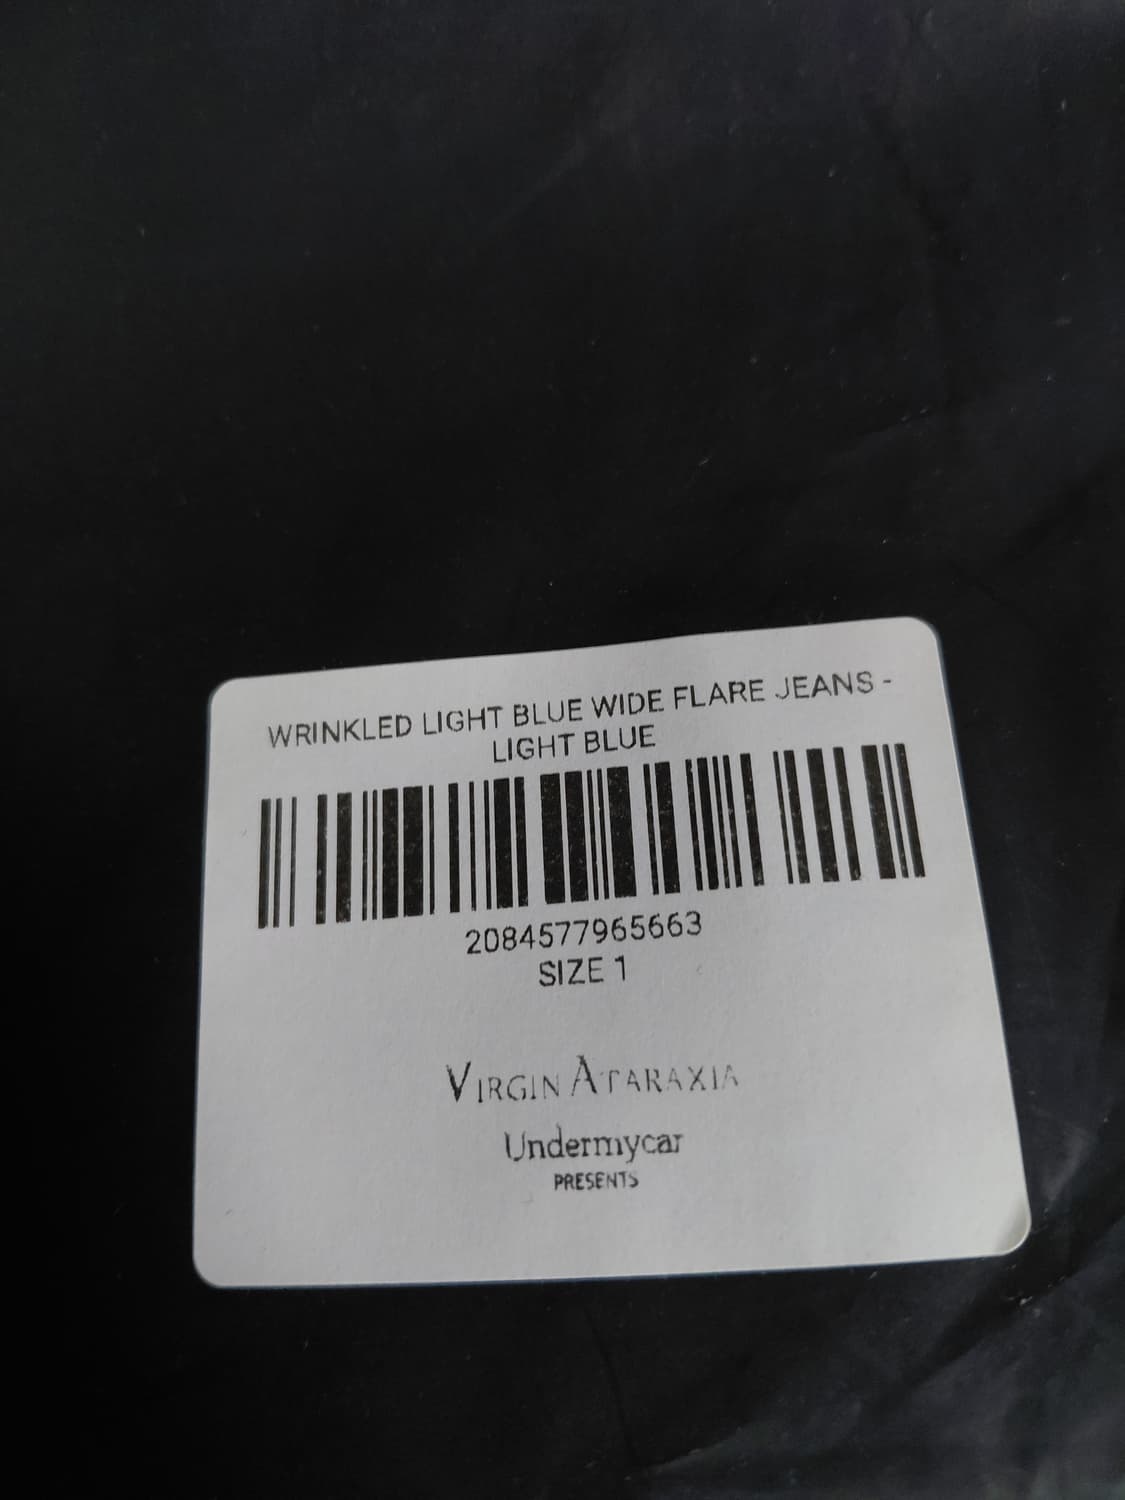 WRINKLED LIGHT BLUE WIDE FLARE JEANS -
LIGHT BLUE
2084577965663
SIZE 1
VIRGIN ATARAXIA
Undermycar
PRESENTS